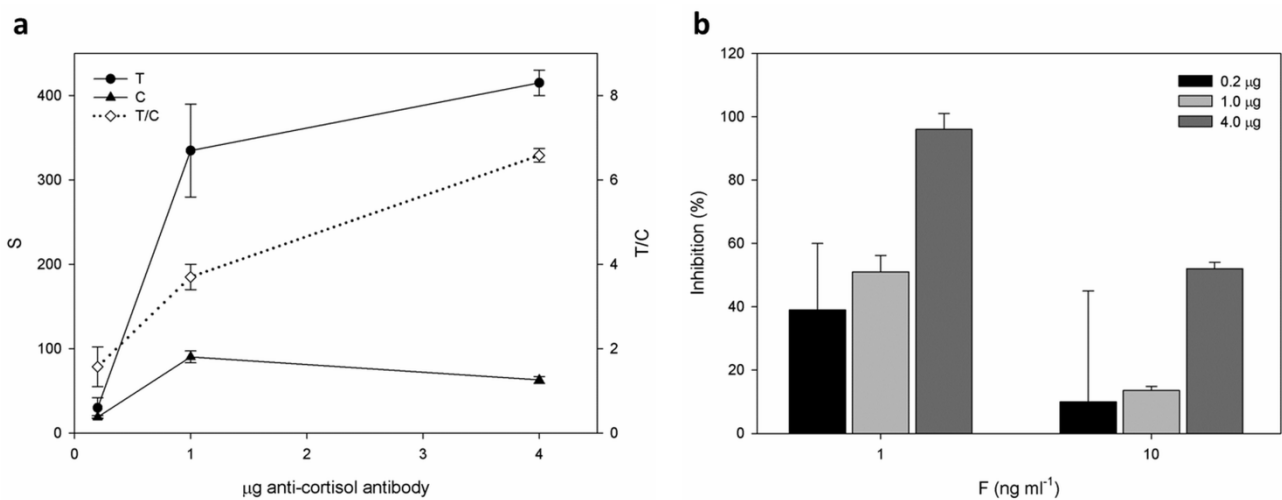 a
T
C
T/C
400
300
200
100
0
S
8
6
4
2
0
T/C
0 1 2 3 4
µg anti-cortisol antibody
b
120
100
80
60
40
20
0
Inhibition (%)
0.2 µg
1.0 µg
4.0 µg
1 10
F (ng ml⁻¹)